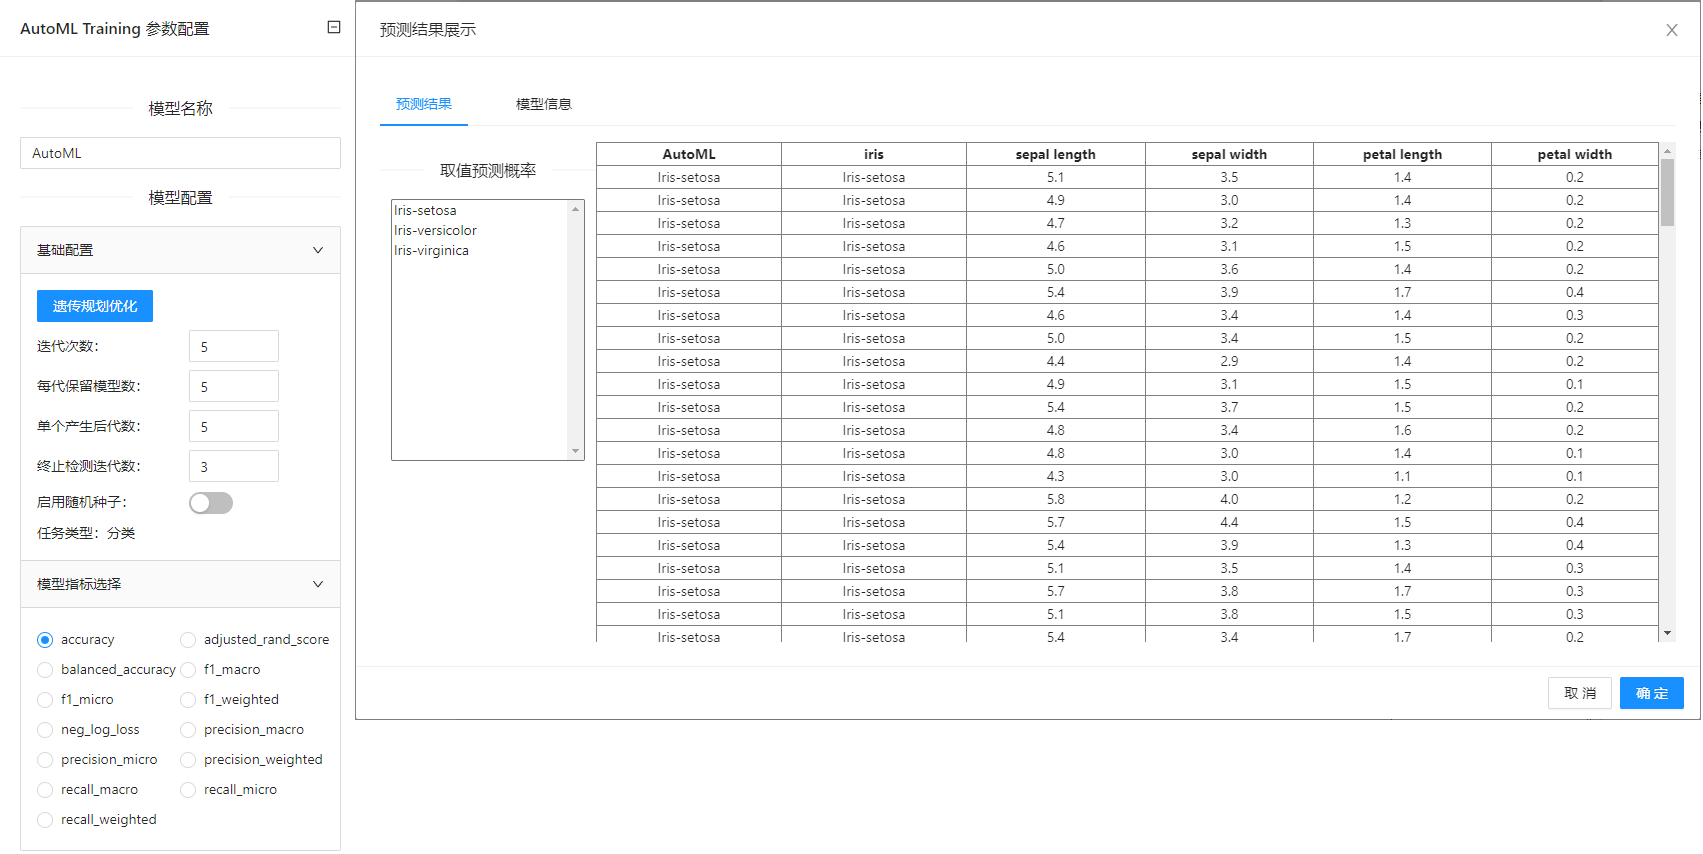 AutoML Training 参数配置
模型名称
AutoML
模型配置
基础配置
遗传规划优化
迭代次数： 5
每代保留模型数： 5
单个产生后代数： 5
终止检测迭代数： 3
启用随机种子：
任务类型：分类
模型指标选择
accuracy adjusted_rand_score
balanced_accuracy f1_macro
f1_micro f1_weighted
neg_log_loss precision_macro
precision_micro precision_weighted
recall_macro recall_micro
recall_weighted
预测结果展示
预测结果 模型信息
取值预测概率
Iris-setosa
Iris-versicolor
Iris-virginica
AutoML iris sepal length sepal width petal length petal width
Iris-setosa Iris-setosa 5.1 3.5 1.4 0.2
Iris-setosa Iris-setosa 4.9 3.0 1.4 0.2
Iris-setosa Iris-setosa 4.7 3.2 1.3 0.2
Iris-setosa Iris-setosa 4.6 3.1 1.5 0.2
Iris-setosa Iris-setosa 5.0 3.6 1.4 0.2
Iris-setosa Iris-setosa 5.4 3.9 1.7 0.4
Iris-setosa Iris-setosa 4.6 3.4 1.4 0.3
Iris-setosa Iris-setosa 5.0 3.4 1.5 0.2
Iris-setosa Iris-setosa 4.4 2.9 1.4 0.2
Iris-setosa Iris-setosa 4.9 3.1 1.5 0.1
Iris-setosa Iris-setosa 5.4 3.7 1.5 0.2
Iris-setosa Iris-setosa 4.8 3.4 1.6 0.2
Iris-setosa Iris-setosa 4.8 3.0 1.4 0.1
Iris-setosa Iris-setosa 4.3 3.0 1.1 0.1
Iris-setosa Iris-setosa 5.8 4.0 1.2 0.2
Iris-setosa Iris-setosa 5.7 4.4 1.5 0.4
Iris-setosa Iris-setosa 5.4 3.9 1.3 0.4
Iris-setosa Iris-setosa 5.1 3.5 1.4 0.3
Iris-setosa Iris-setosa 5.7 3.8 1.7 0.3
Iris-setosa Iris-setosa 5.1 3.8 1.5 0.3
Iris-setosa Iris-setosa 5.4 3.4 1.7 0.2
取消 确定